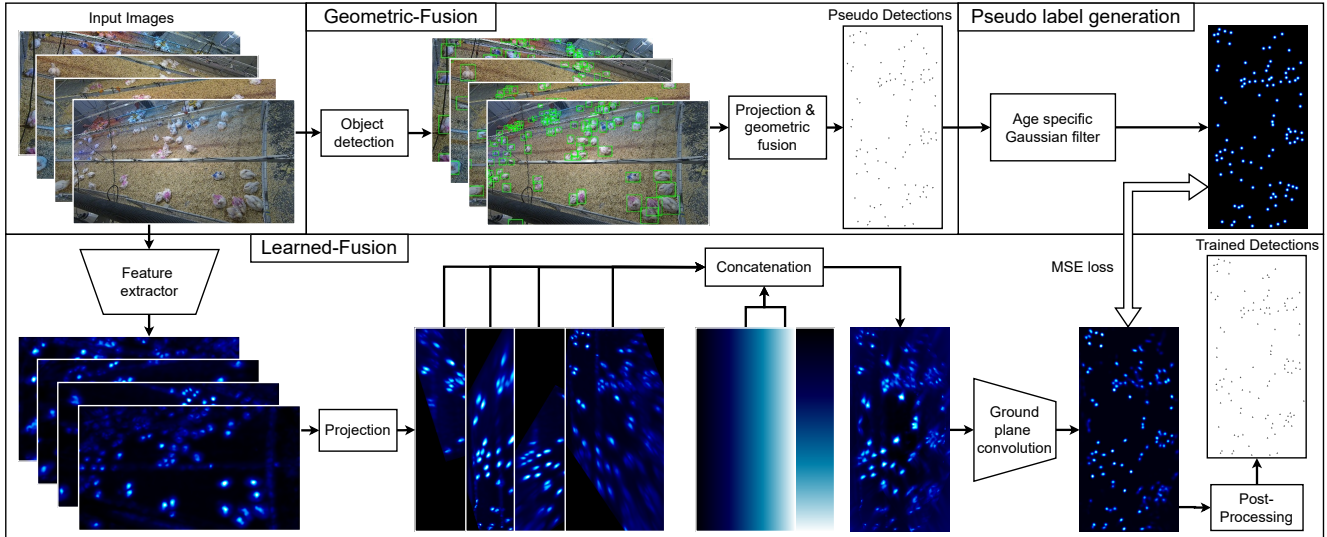 Input Images
Geometric-Fusion
Pseudo Detections
Pseudo label generation
Object
detection
Projection &
geometric
fusion
Age specific
Gaussian filter
Learned-Fusion
Feature
extractor
Concatenation
MSE loss
Trained Detections
Projection
Ground
plane
convolution
Post-
Processing